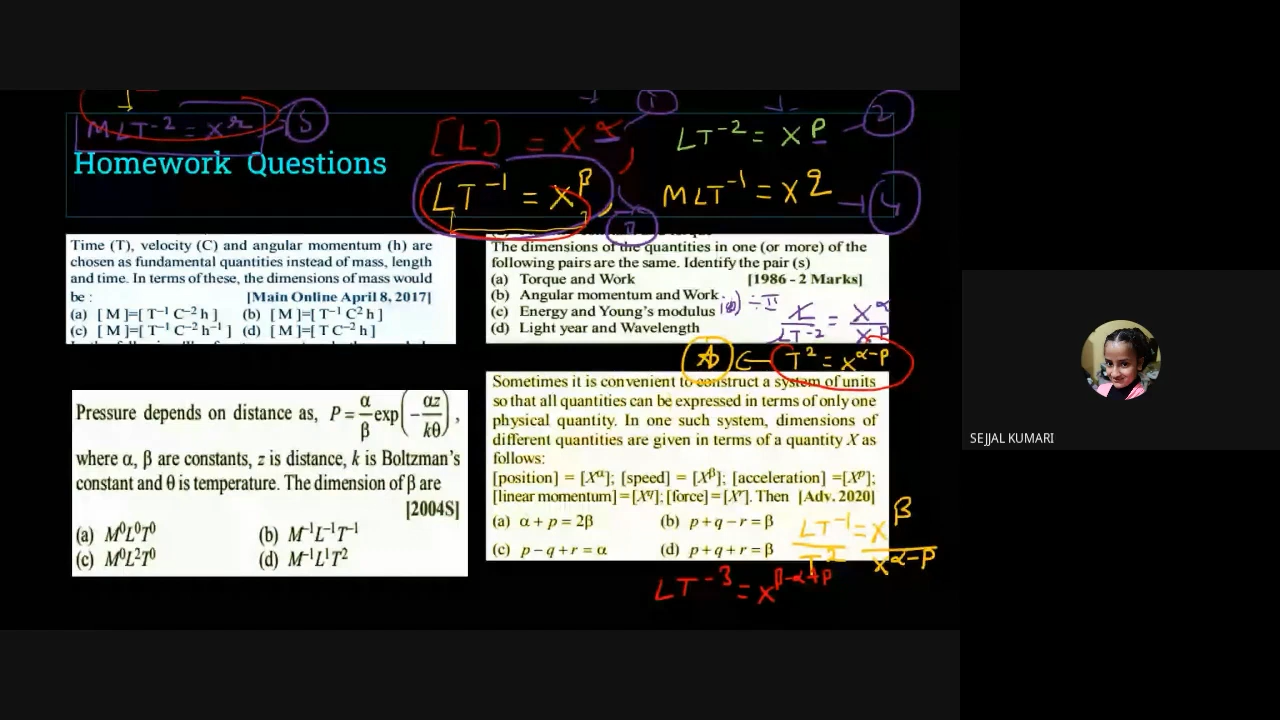 MLT⁻² = Xʳ 5
[L] = X^α , 1
LT⁻² = X^p 2
Homework Questions
LT⁻¹ = X^β ,
MLT⁻¹ = X^q 4
Time (T), velocity (C) and angular momentum (h) are
chosen as fundamental quantities instead of mass, length
and time. In terms of these, the dimensions of mass would
be : [Main Online April 8, 2017]
(a) [ M ]=[ T⁻¹ C⁻² h ] (b) [ M ]=[ T⁻¹ C² h ]
(c) [ M ]=[ T⁻¹ C⁻² h⁻¹ ] (d) [ M ]=[ T C⁻² h ]
The dimensions of the quantities in one (or more) of the
following pairs are the same. Identify the pair (s)
(a) Torque and Work [1986 - 2 Marks]
(b) Angular momentum and Work
(c) Energy and Young's modulus
(d) Light year and Wavelength
L/LT⁻² = X^α/X^p
T² = X^α-p
Pressure depends on distance as, P = α/β exp(-αz/kθ),
where α, β are constants, z is distance, k is Boltzman's
constant and θ is temperature. The dimension of β are
[2004S]
(a) M⁰L⁰T⁰ (b) M⁻¹L⁻¹T⁻¹
(c) M⁰L²T⁰ (d) M⁻¹L¹T²
Sometimes it is convenient to construct a system of units
so that all quantities can be expressed in terms of only one
physical quantity. In one such system, dimensions of
different quantities are given in terms of a quantity X as
follows:
[position] = [X^α]; [speed] = [X^β]; [acceleration] =[X^p];
[linear momentum] = [X^q]; [force] = [X^r]. Then [Adv. 2020]
(a) α + p = 2β (b) p + q – r = β
(c) p – q + r = α (d) p + q + r = β
LT⁻¹/T² = X^β/X^α-p
LT⁻³ = X^β-α+p
SEJJAL KUMARI